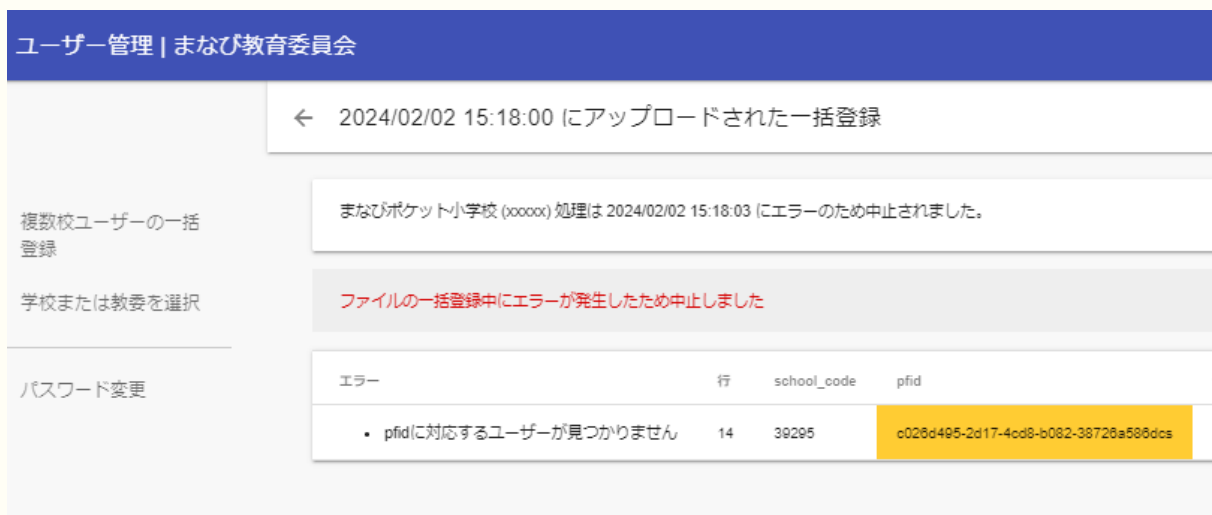 ユーザー管理 | まなび教育委員会
← 2024/02/02 15:18:00 にアップロードされた一括登録
複数校ユーザーの一括
登録
学校または教委を選択
パスワード変更
まなびポケット小学校 (xxxxx) 処理は 2024/02/02 15:18:03 にエラーのため中止されました。
ファイルの一括登録中にエラーが発生したため中止しました
エラー 行 school_code pfid
• pfidに対応するユーザーが見つかりません 14 39295 c026d495-2d17-4cd8-b082-38726a586dcs